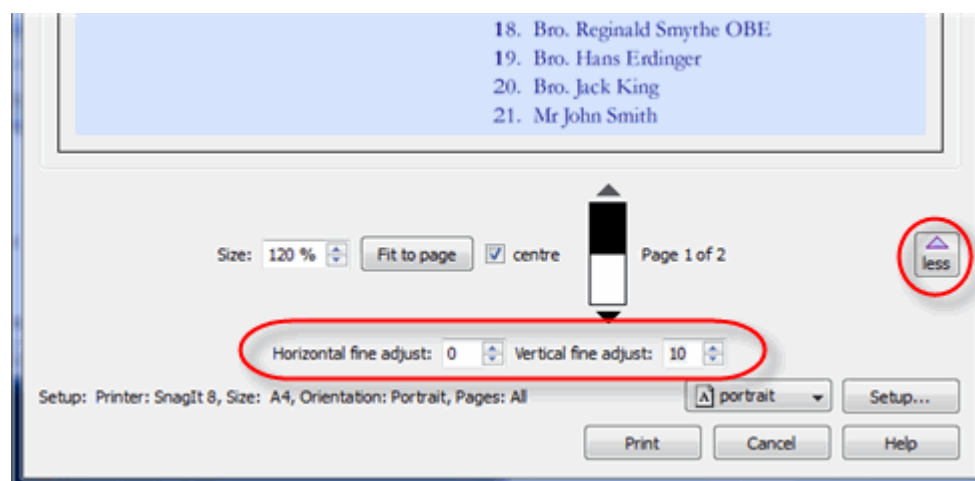 18. Bro. Reginald Smythe OBE
19. Bro. Hans Erdinger
20. Bro. Jack King
21. Mr John Smith
Size: 120 % Fit to page centre Page 1 of 2
less
Horizontal fine adjust: 0 Vertical fine adjust: 10
Setup: Printer: SnagIt 8, Size: A4, Orientation: Portrait, Pages: All A portrait Setup...
Print Cancel Help